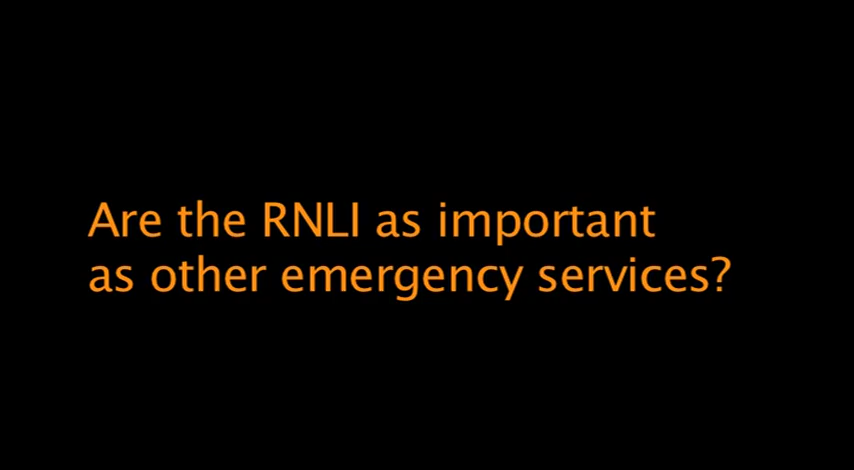 Are the RNLI as important
as other emergency services?